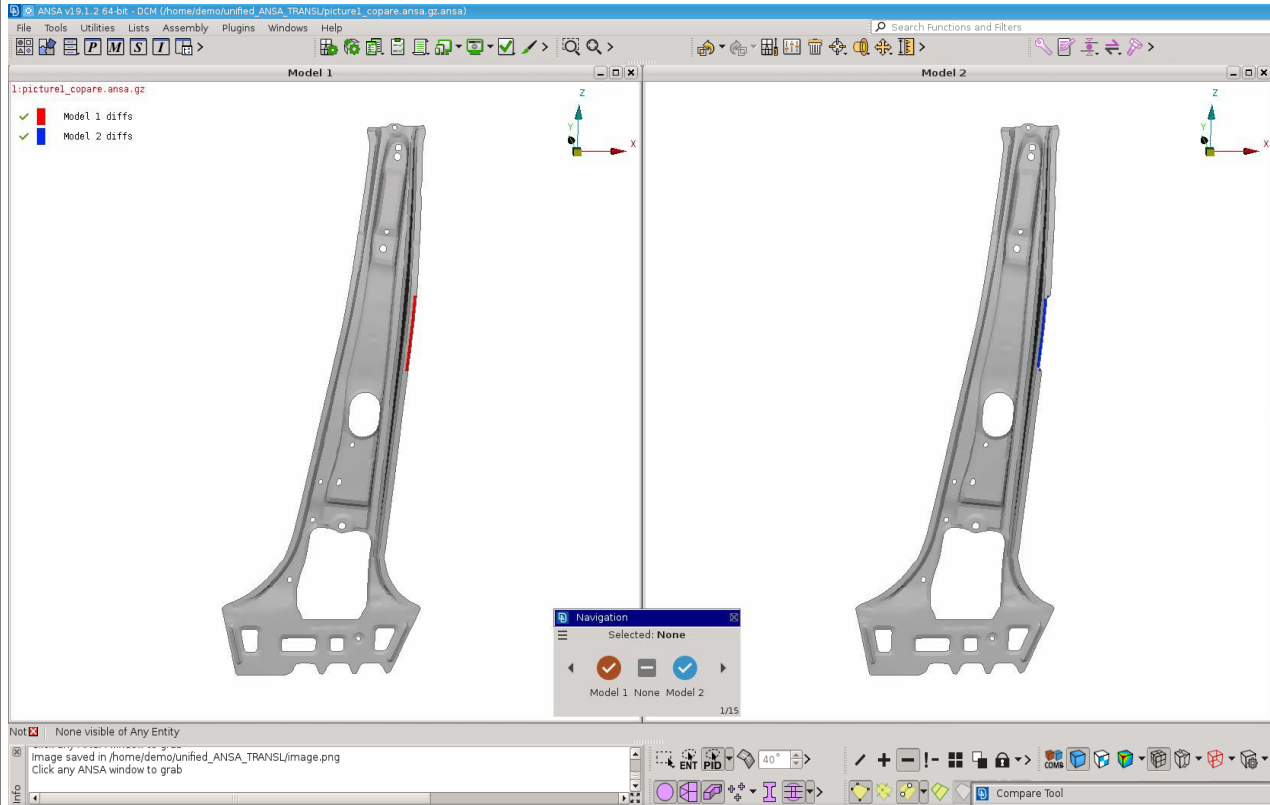 ANSA v19.1.2 64-bit - DCM (/home/demo/unified_ANSA_TRANSL/picture1_copare.ansa.gz.ansa)
File Tools Utilities Lists Assembly Plugins Windows Help
Search Functions and Filters
P M S I
Model 1
Model 2
1:picture1_copare.ansa.gz
Model 1 diffs
Model 2 diffs
Z
Y
X
Z
Y
X
Navigation
Selected: None
Model 1 None Model 2
1/15
Not
None visible of Any Entity
Image saved in /home/demo/unified_ANSA_TRANSL/image.png
Click any ANSA window to grab
Info
ENT
PID
40°
COMB
Compare Tool